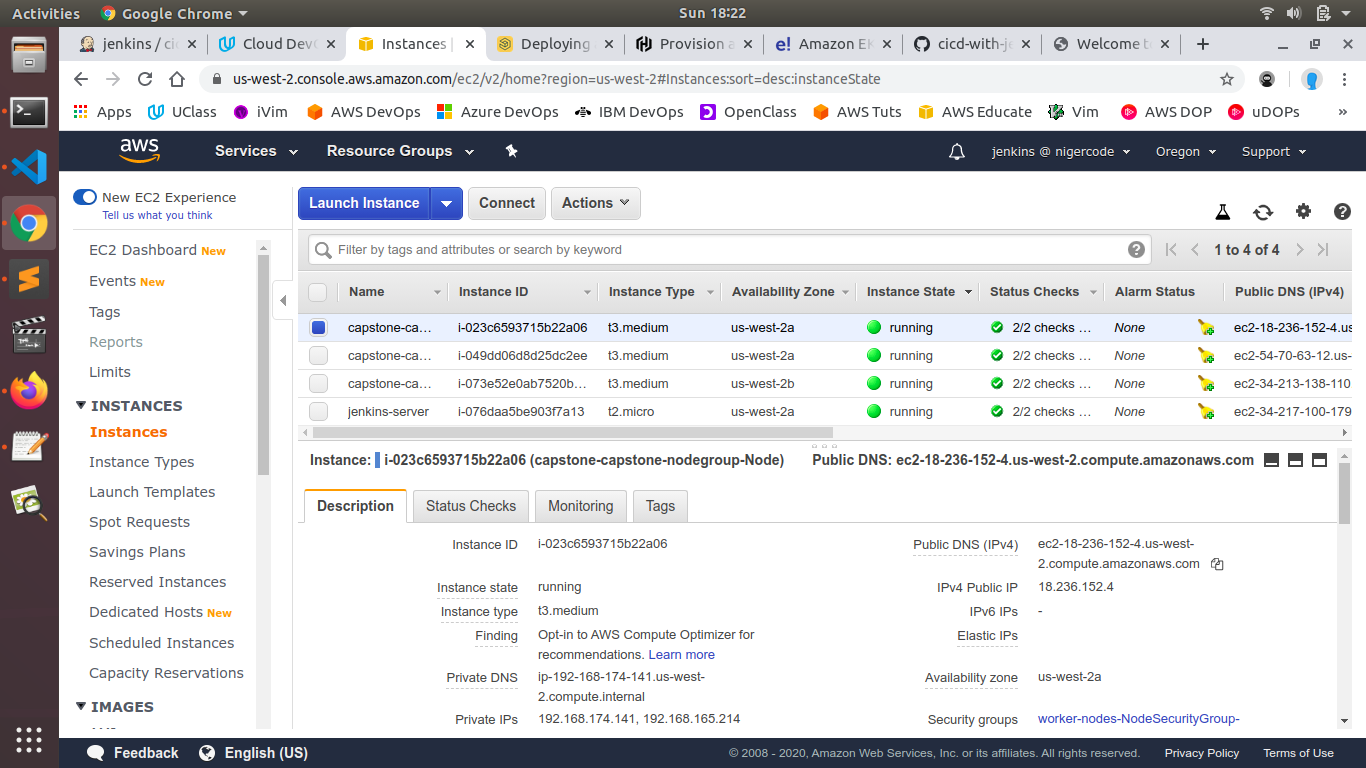 Activities Google Chrome Sun 18:22
jenkins / ci Cloud Dev Instances | Deploying Provision a Amazon EK cicd-with-je Welcome to
us-west-2.console.aws.amazon.com/ec2/v2/home?region=us-west-2#Instances:sort=desc:instanceState
Apps UClass iVim AWS DevOps Azure DevOps IBM DevOps OpenClass AWS Tuts AWS Educate Vim AWS DOP uDOPs »
aws Services Resource Groups jenkins @ nigercode Oregon Support
New EC2 Experience
Tell us what you think
EC2 Dashboard New
Events New
Tags
Reports
Limits
INSTANCES
Instances
Instance Types
Launch Templates
Spot Requests
Savings Plans
Reserved Instances
Dedicated Hosts New
Scheduled Instances
Capacity Reservations
IMAGES
Launch Instance Connect Actions
Filter by tags and attributes or search by keyword 1 to 4 of 4
Name Instance ID Instance Type Availability Zone Instance State Status Checks Alarm Status Public DNS (IPv4)
capstone-ca… i-023c6593715b22a06 t3.medium us-west-2a running 2/2 checks … None ec2-18-236-152-4.us
capstone-ca… i-049dd06d8d25dc2ee t3.medium us-west-2a running 2/2 checks … None ec2-54-70-63-12.us-
capstone-ca… i-073e52e0ab7520b… t3.medium us-west-2b running 2/2 checks … None ec2-34-213-138-110
jenkins-server i-076daa5be903f7a13 t2.micro us-west-2a running 2/2 checks … None ec2-34-217-100-179
Instance: i-023c6593715b22a06 (capstone-capstone-nodegroup-Node) Public DNS: ec2-18-236-152-4.us-west-2.compute.amazonaws.com
Description Status Checks Monitoring Tags
Instance ID i-023c6593715b22a06 Public DNS (IPv4) ec2-18-236-152-4.us-west-
2.compute.amazonaws.com
Instance state running IPv4 Public IP 18.236.152.4
Instance type t3.medium IPv6 IPs -
Finding Opt-in to AWS Compute Optimizer for Elastic IPs
recommendations. Learn more
Private DNS ip-192-168-174-141.us-west- Availability zone us-west-2a
2.compute.internal
Private IPs 192.168.174.141, 192.168.165.214 Security groups worker-nodes-NodeSecurityGroup-
Feedback English (US) © 2008 - 2020, Amazon Web Services, Inc. or its affiliates. All rights reserved. Privacy Policy Terms of Use